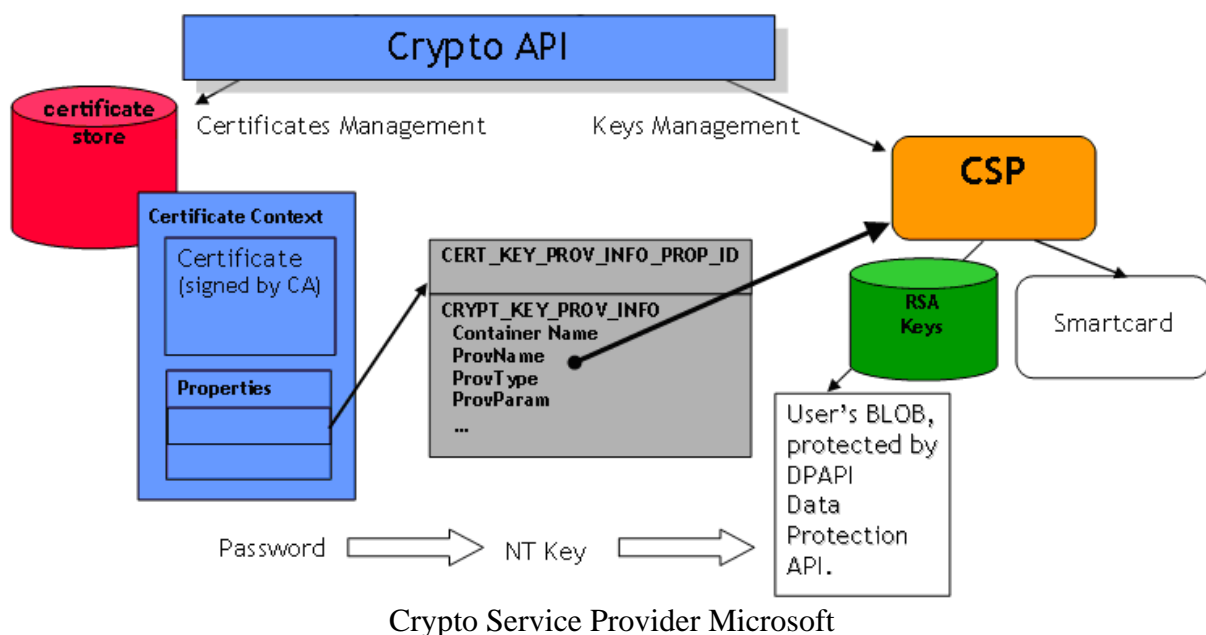 Crypto API
certificate
store
Certificates Management
Keys Management
CSP
Certificate Context
Certificate
(signed by CA)
Properties
CERT_KEY_PROV_INFO_PROP_ID
CRYPT_KEY_PROV_INFO
Container Name
ProvName
ProvType
ProvParam
...
RSA
Keys
Smartcard
User's BLOB,
protected by
DPAPI
Data
Protection
API.
Password
NT Key
Crypto Service Provider Microsoft